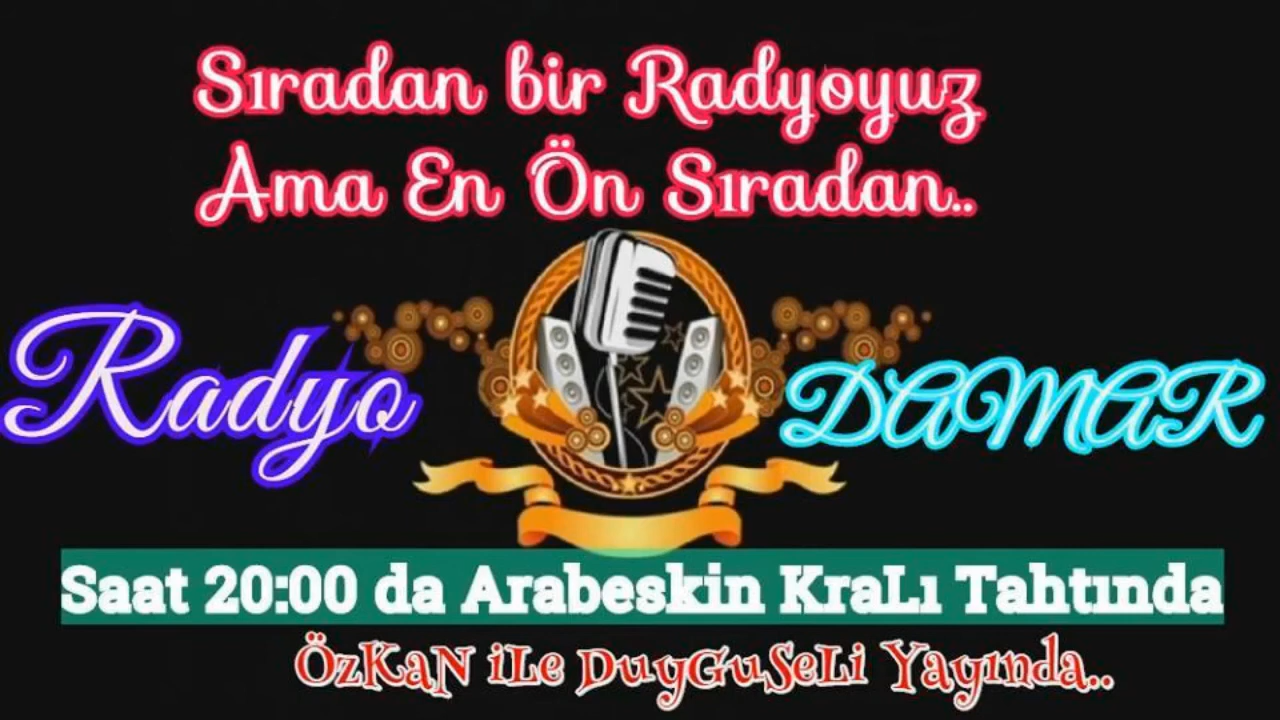 Sıradan bir Radyoyuz
Ama En Ön Sıradan..
Radyo
DAMAR
Saat 20:00 da Arabeskin KraLı Tahtında
ÖzKaN iLe DuyGuSeLi Yayında..